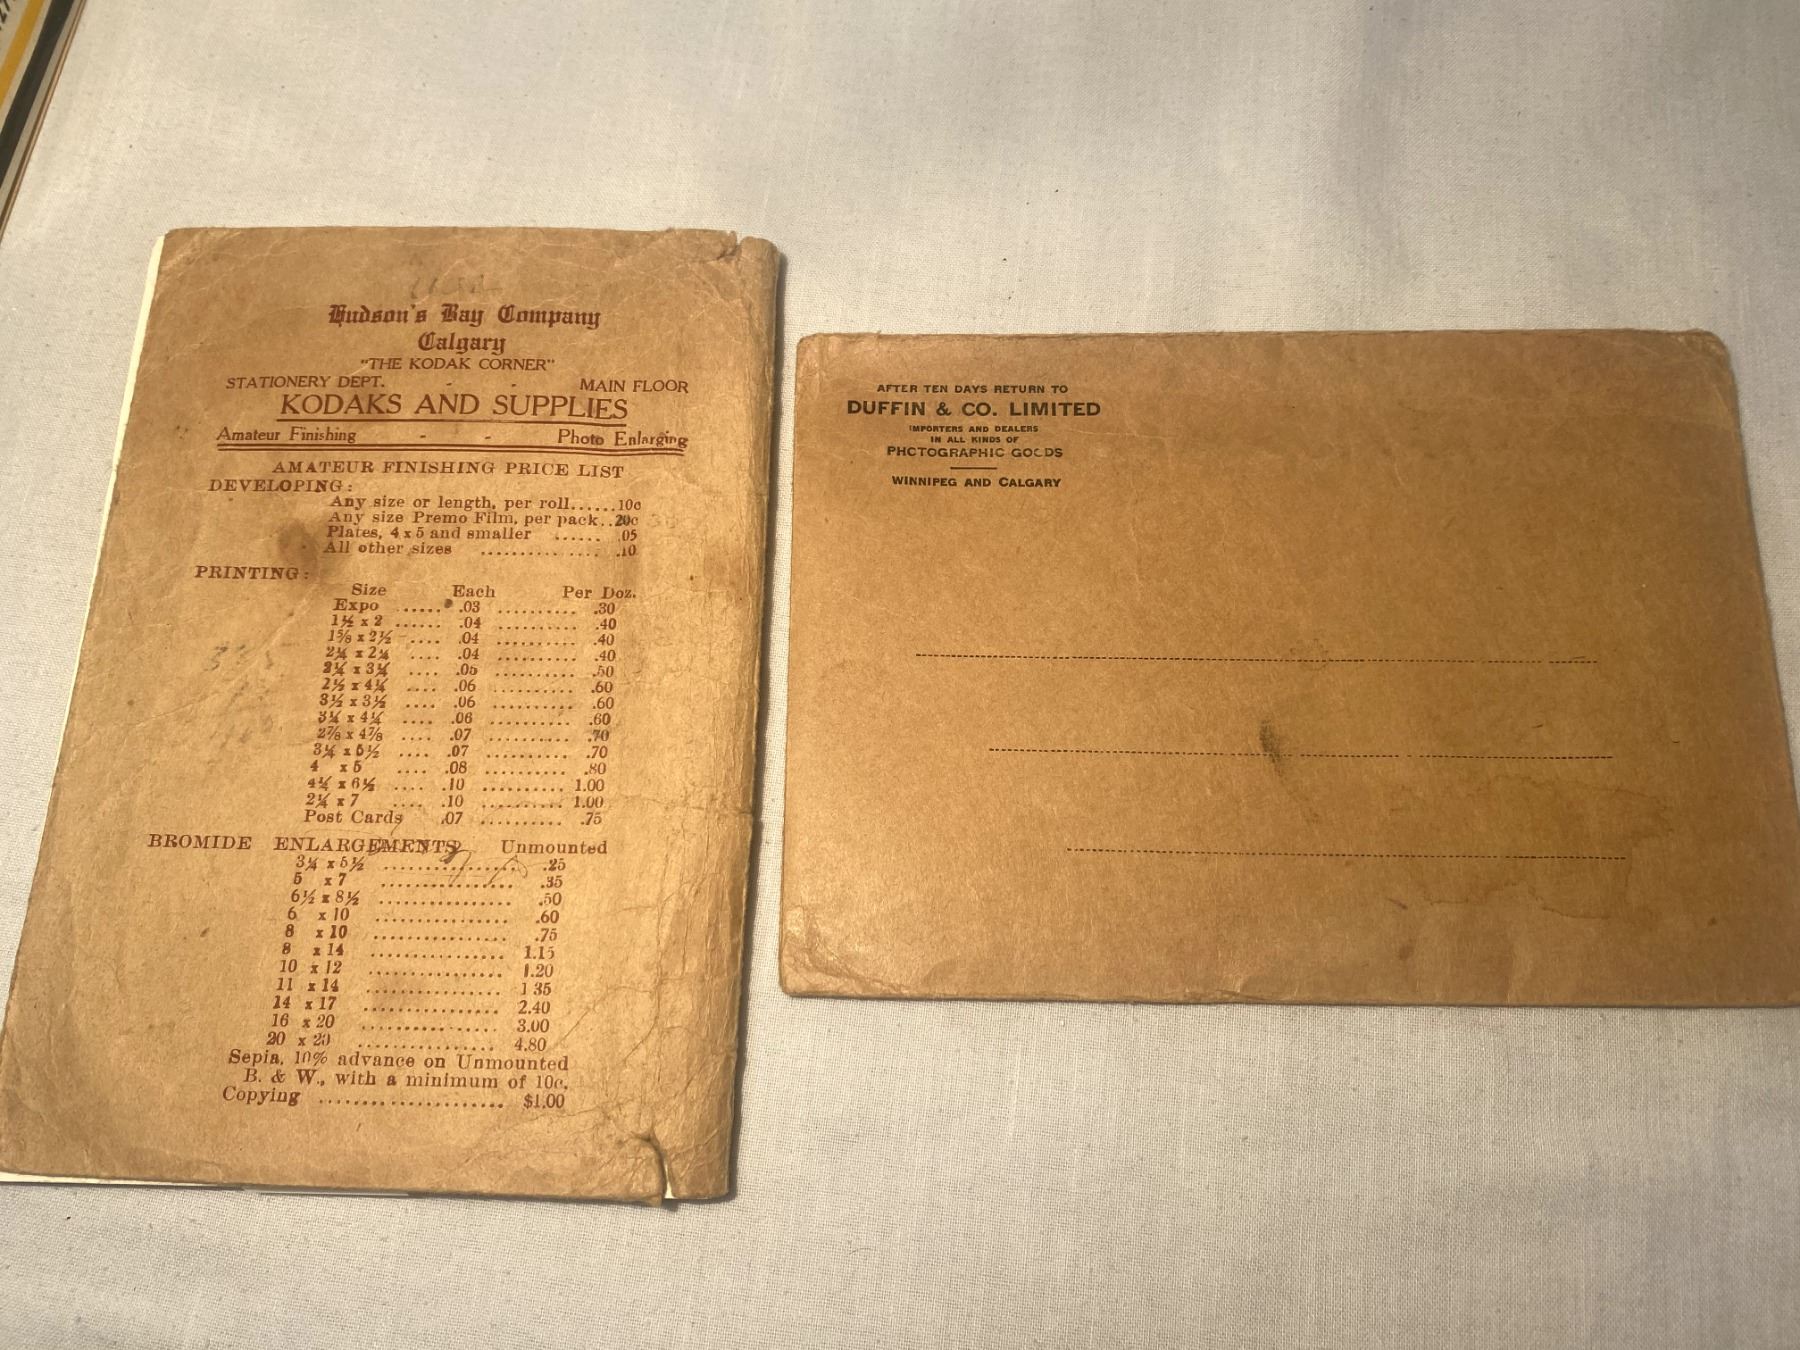 Hudson's Bay Company
Calgary
"THE KODAK CORNER"
STATIONERY DEPT. - - MAIN FLOOR
KODAKS AND SUPPLIES
Amateur Finishing - - Photo Enlarging
AMATEUR FINISHING PRICE LIST
DEVELOPING:
Any size or length, per roll......10c
Any size Premo Film, per pack..20c
Plates, 4 x 5 and smaller ...... .05
All other sizes .................. .10
PRINTING:
Size Each Per Doz.
Expo ...... .03 .......... .30
1½ x 2 ...... .04 .......... .40
1⅝ x 2½ .... .04 .......... .40
2¼ x 2¼ .... .04 .......... .40
2¼ x 3¼ .... .05 .......... .50
2½ x 4¼ .... .06 .......... .60
3½ x 3½ .... .06 .......... .60
3¼ x 4¼ .... .06 .......... .60
2⅞ x 4⅞ .... .07 .......... .70
3¼ x 5½ .... .07 .......... .70
4 x 5 .... .08 .......... .80
4¼ x 6½ .... .10 .......... 1.00
2¼ x 7 .... .10 .......... 1.00
Post Cards .07 .......... .75
BROMIDE ENLARGEMENTS Unmounted
3¼ x 5½ ................ .25
5 x 7 ................ .35
6½ x 8½ ................ .50
6 x 10 ................ .60
8 x 10 ................ .75
8 x 14 ................ 1.15
10 x 12 ................ 1.20
11 x 14 ................ 1 35
14 x 17 ................ 2.40
16 x 20 ................ 3.00
20 x 20 ................ 4.80
Sepia, 10% advance on Unmounted
B. & W., with a minimum of 10c.
Copying ...................... $1.00
AFTER TEN DAYS RETURN TO
DUFFIN & CO. LIMITED
IMPORTERS AND DEALERS
IN ALL KINDS OF
PHOTOGRAPHIC GOODS
WINNIPEG AND CALGARY